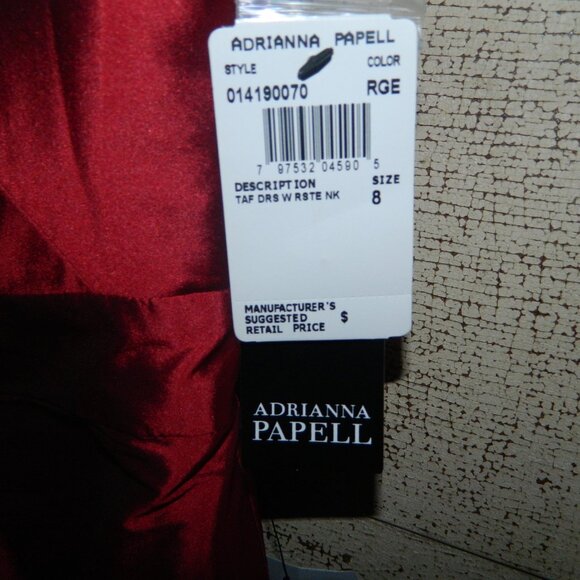 ADRIANNA PAPELL
STYLE COLOR
014190070 RGE
7 97532 04590 5
DESCRIPTION SIZE
TAF DRS W RSTE NK 8
MANUFACTURER'S
SUGGESTED $
RETAIL PRICE
ADRIANNA
PAPELL